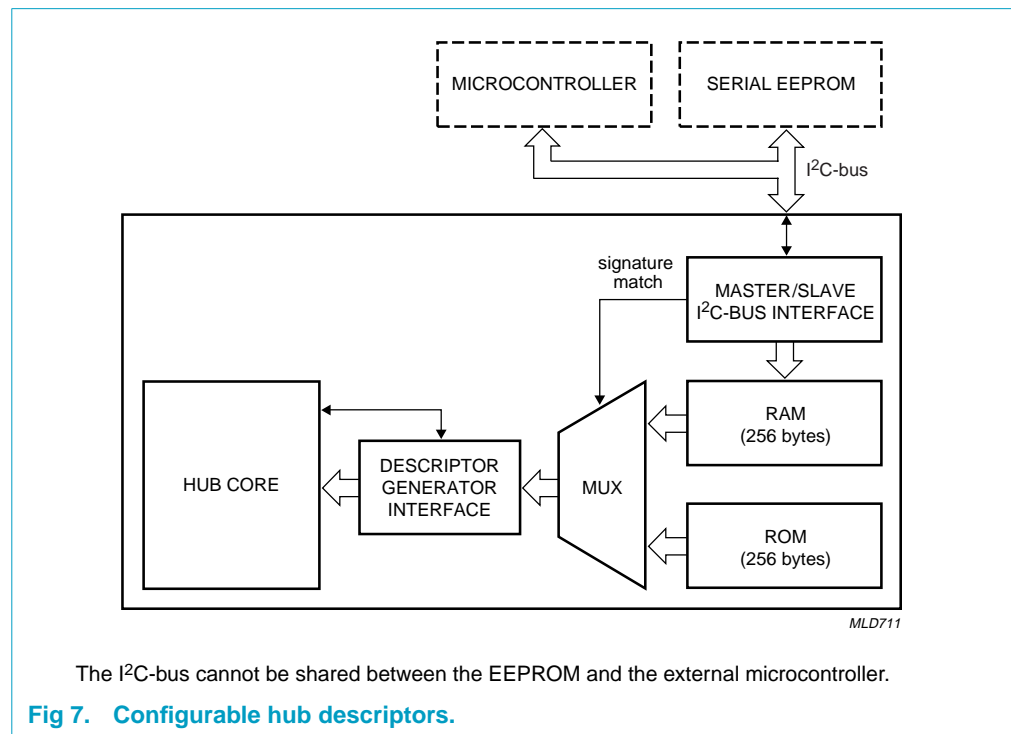 MICROCONTROLLER
SERIAL EEPROM
I2C-bus
signature
match
MASTER/SLAVE
I2C-BUS INTERFACE
RAM
(256 bytes)
HUB CORE
DESCRIPTOR
GENERATOR
INTERFACE
MUX
ROM
(256 bytes)
MLD711
The I2C-bus cannot be shared between the EEPROM and the external microcontroller.
Fig 7. Configurable hub descriptors.